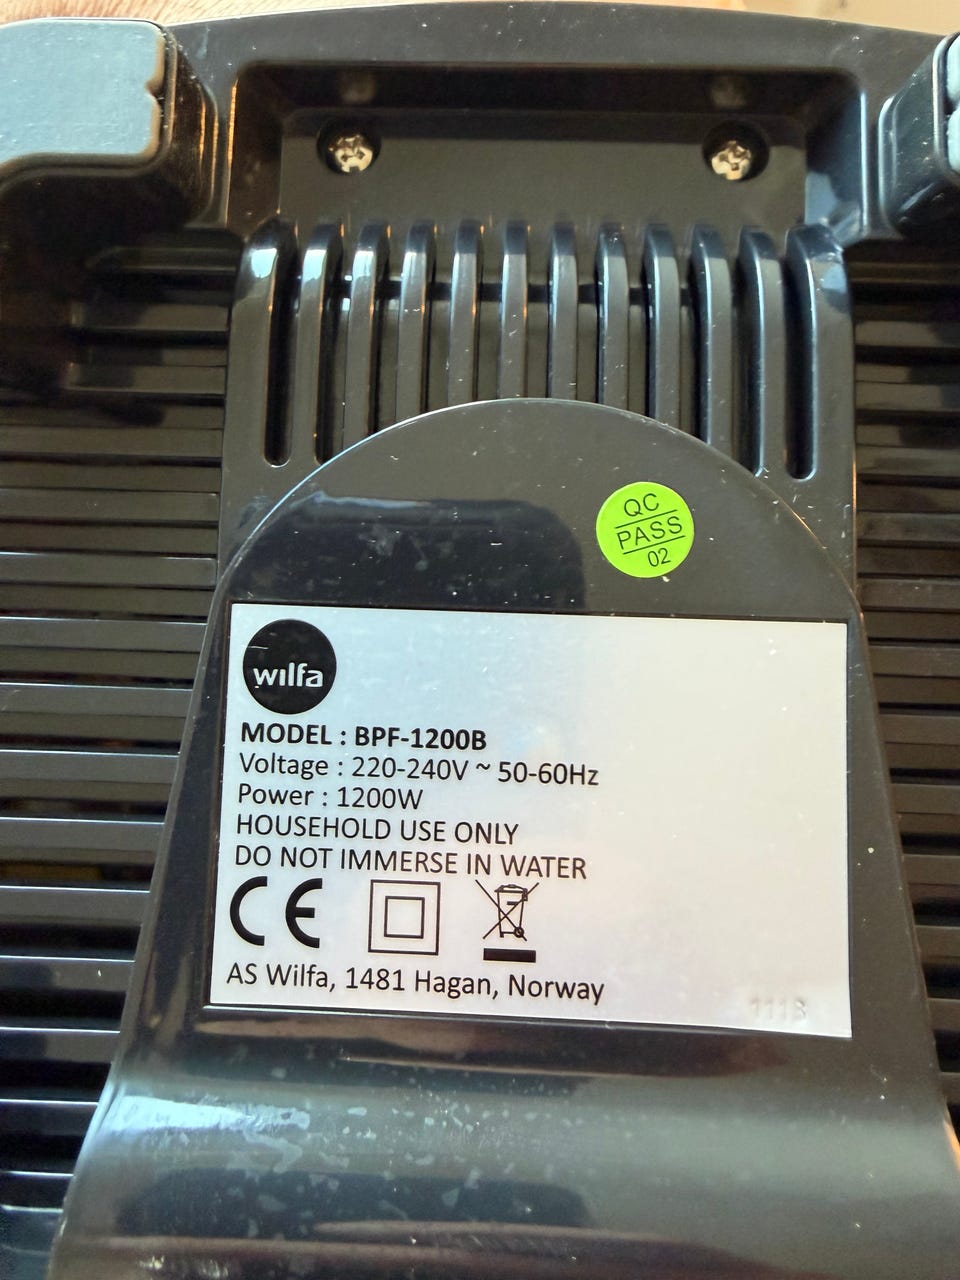 QC
PASS
02
wilfa
MODEL : BPF-1200B
Voltage : 220-240V ~ 50-60Hz
Power : 1200W
HOUSEHOLD USE ONLY
DO NOT IMMERSE IN WATER
CE
AS Wilfa, 1481 Hagan, Norway
1118